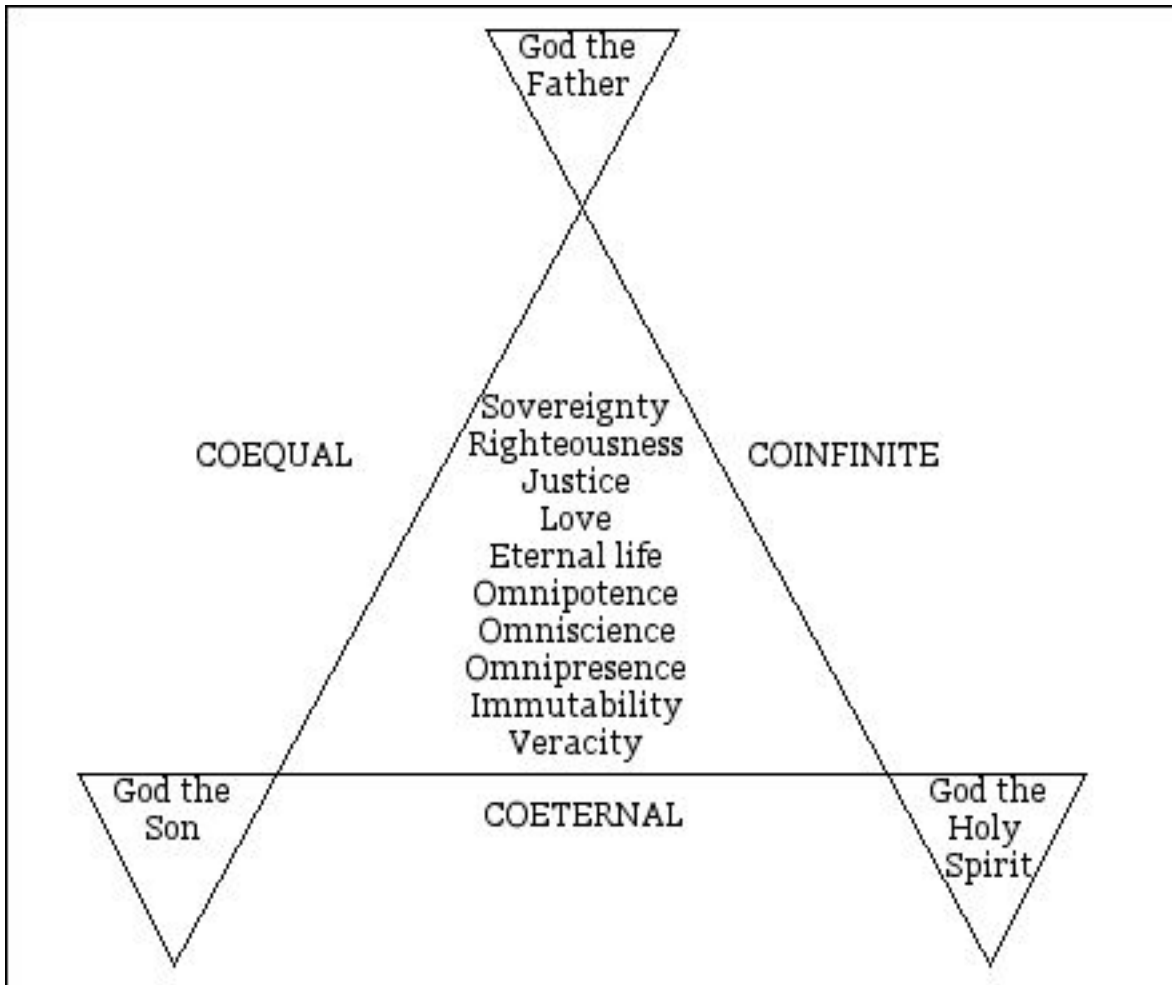 God the
Father
COEQUAL
COINFINITE
Sovereignty
Righteousness
Justice
Love
Eternal life
Omnipotence
Omniscience
Omnipresence
Immutability
Veracity
God the
Son
COETERNAL
God the
Holy
Spirit